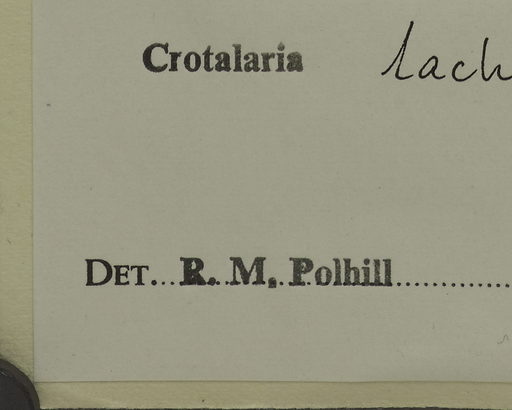 Crotalaria lach
DET...R. M. Polhill